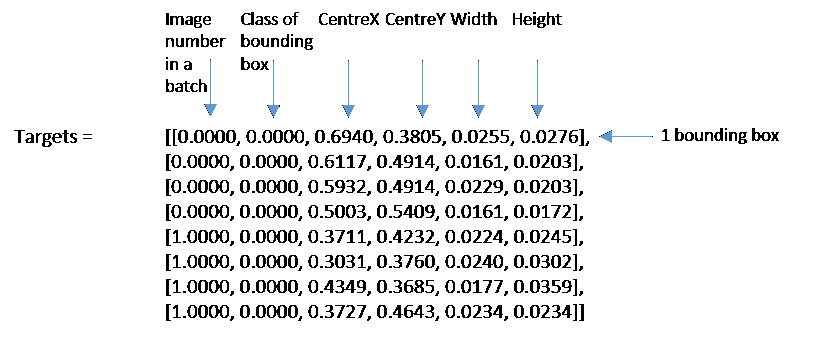 Image number in a batch
Class of bounding box
CentreX
CentreY
Width
Height
Targets =
[[0.0000, 0.0000, 0.6940, 0.3805, 0.0255, 0.0276],
1 bounding box
[0.0000, 0.0000, 0.6117, 0.4914, 0.0161, 0.0203],
[0.0000, 0.0000, 0.5932, 0.4914, 0.0229, 0.0203],
[0.0000, 0.0000, 0.5003, 0.5409, 0.0161, 0.0172],
[1.0000, 0.0000, 0.3711, 0.4232, 0.0224, 0.0245],
[1.0000, 0.0000, 0.3031, 0.3760, 0.0240, 0.0302],
[1.0000, 0.0000, 0.4349, 0.3685, 0.0177, 0.0359],
[1.0000, 0.0000, 0.3727, 0.4643, 0.0234, 0.0234]]